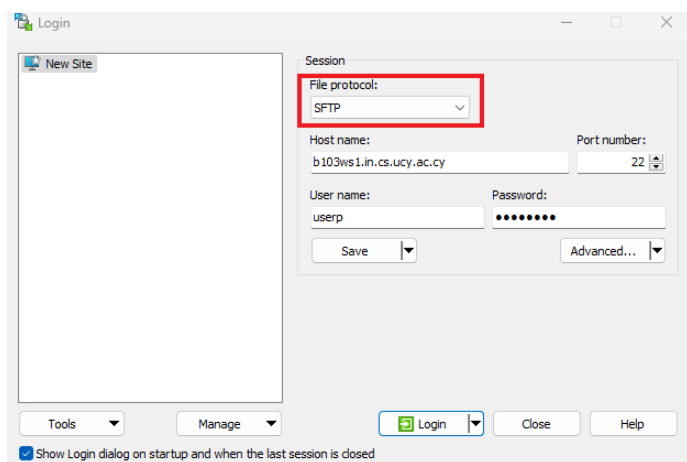 Login
New Site
Session
File protocol:
SFTP
Host name:
Port number:
b103ws1.in.cs.ucy.ac.cy
22
User name:
Password:
userp
••••••••
Save
Advanced...
Tools
Manage
Login
Close
Help
Show Login dialog on startup and when the last session is closed